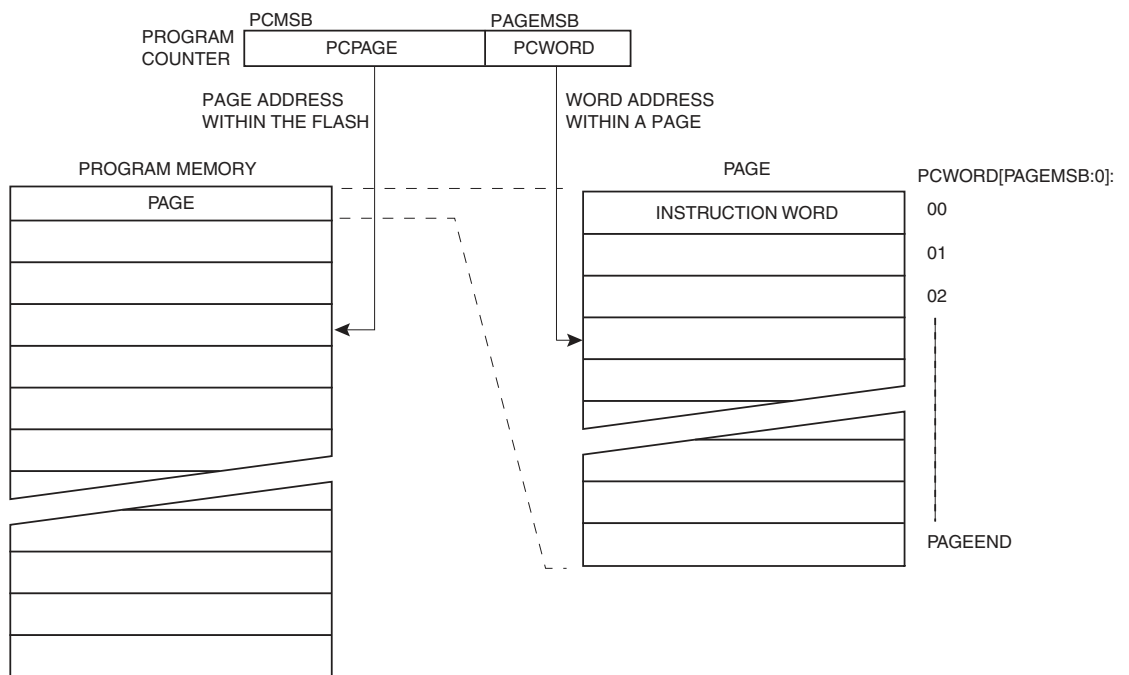 PCMSB
PAGEMSB
PROGRAM
COUNTER
PCPAGE
PCWORD
PAGE ADDRESS
WITHIN THE FLASH
WORD ADDRESS
WITHIN A PAGE
PROGRAM MEMORY
PAGE
PAGE
PCWORD[PAGEMSB:0]:
INSTRUCTION WORD
00
01
02
PAGEEND